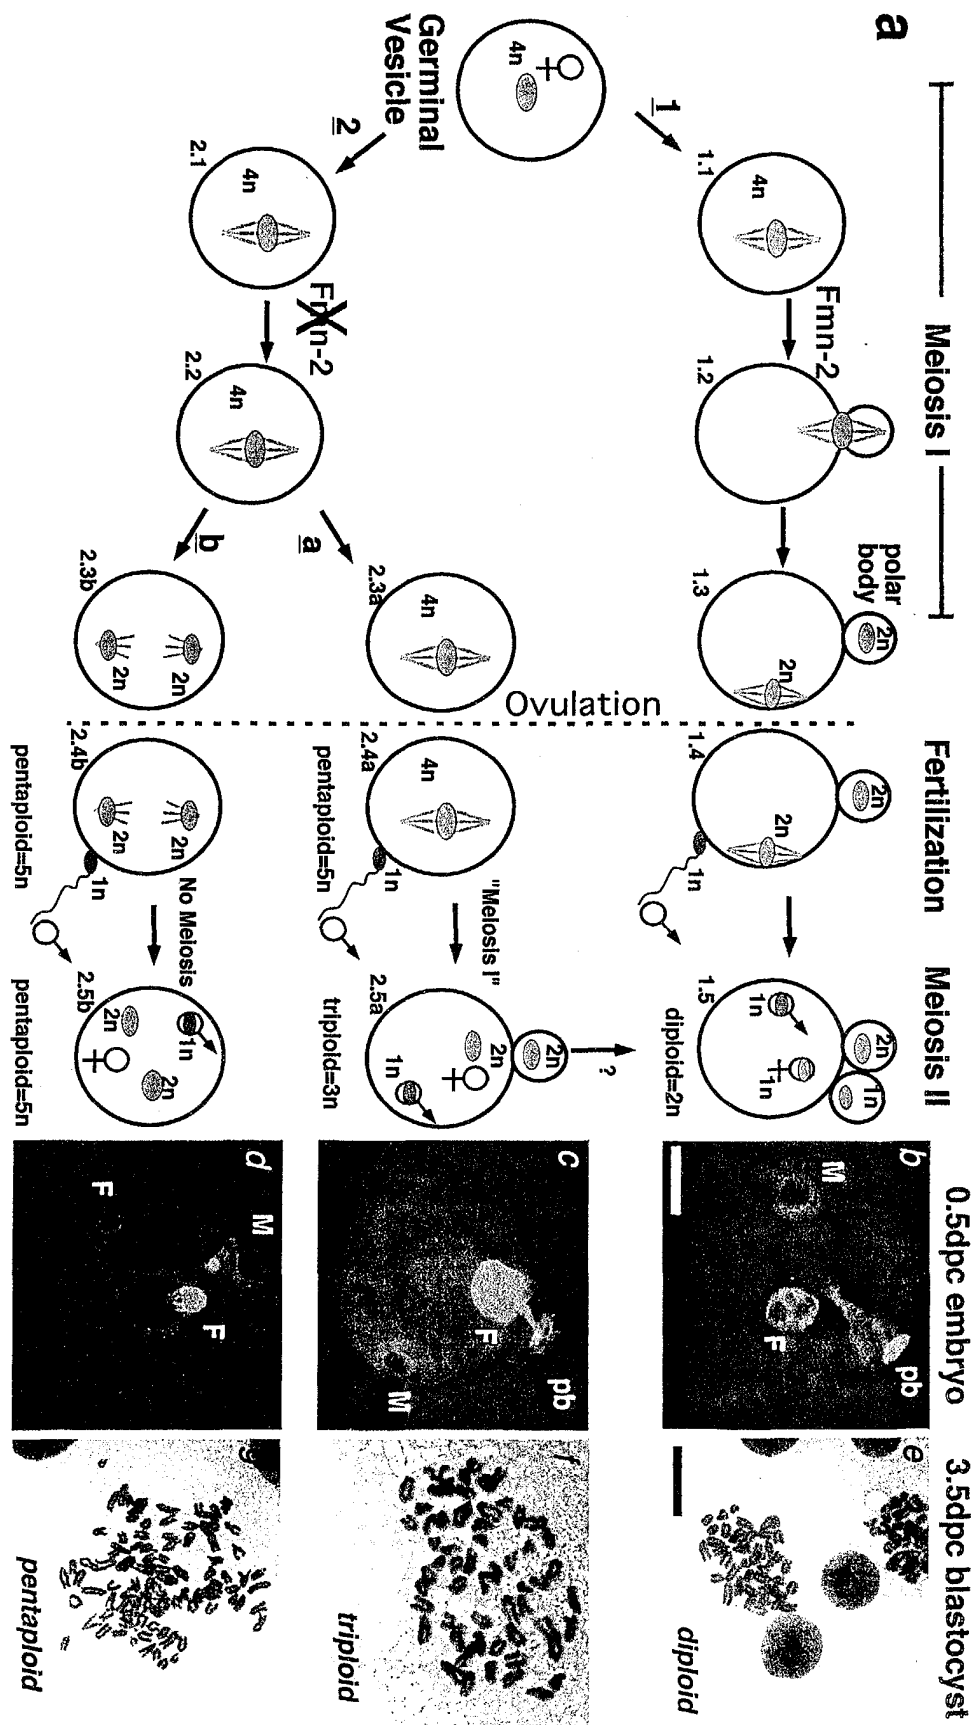 a
Meiosis I
Fertilization
Meiosis II
0.5dpc embryo
3.5dpc blastocyst
polar
body
2n
2n
2n
1n
1
1.1
4n
Fmn-2
1.2
1.3
2n
1.4
2n
1n
1.5
1n
1n
diploid=2n
b
M
F
pb
e
diploid
4n
Germinal
Vesicle
Ovulation
?
2
a
2.3a
4n
2.4a
4n
1n
pentaploid=5n
"Meiosis I"
2.5a
2n
2n
1n
triploid=3n
c
F
pb
M
f
triploid
2.1
4n
Fmn-2
2.2
4n
b
2.3b
2n
2n
2.4b
2n
2n
1n
pentaploid=5n
No Meiosis
2.5b
1n
2n
2n
pentaploid=5n
d
M
F
F
g
pentaploid